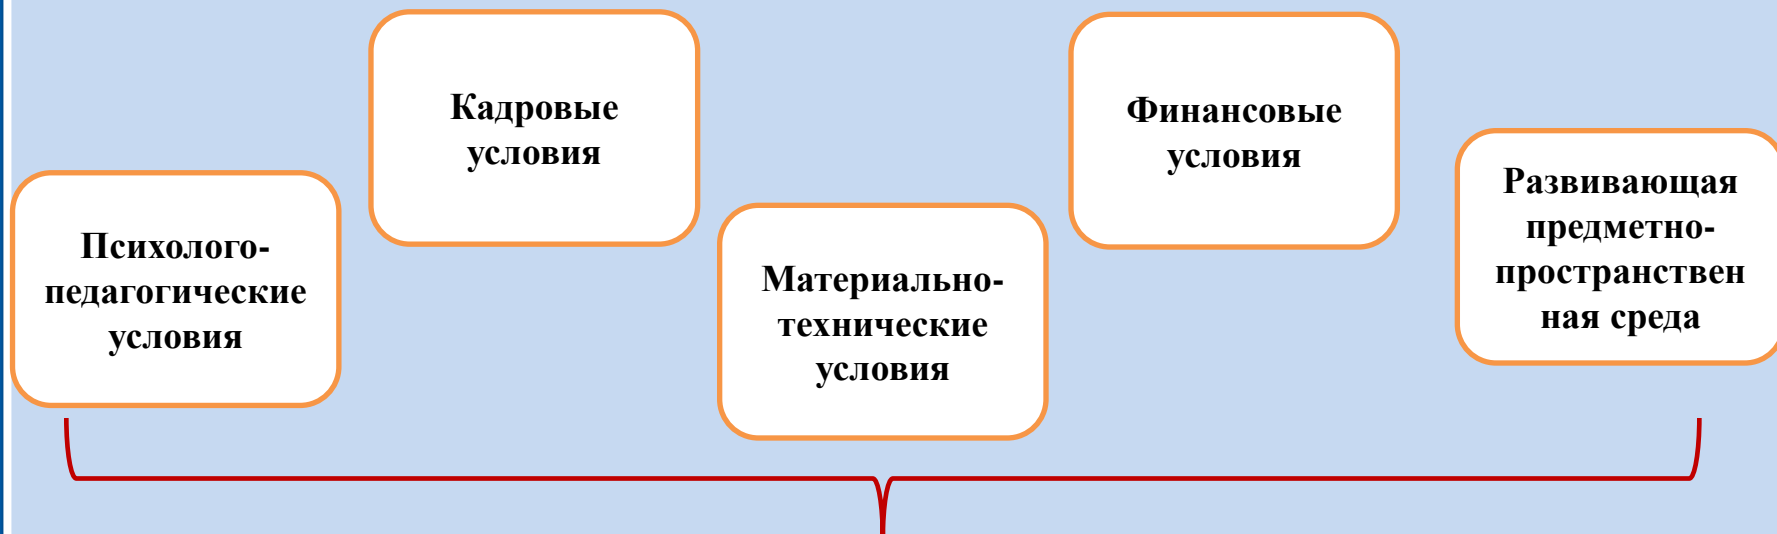 Психолого-
педагогические
условия
Кадровые
условия
Материально-
технические
условия
Финансовые
условия
Развивающая
предметно-
пространствен
ная среда